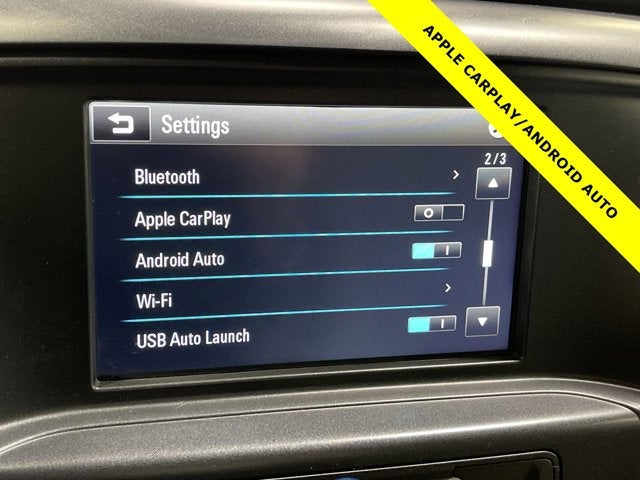 APPLE CARPLAY/ANDROID AUTO
Settings
2/3
Bluetooth
Apple CarPlay
Android Auto
Wi-Fi
USB Auto Launch